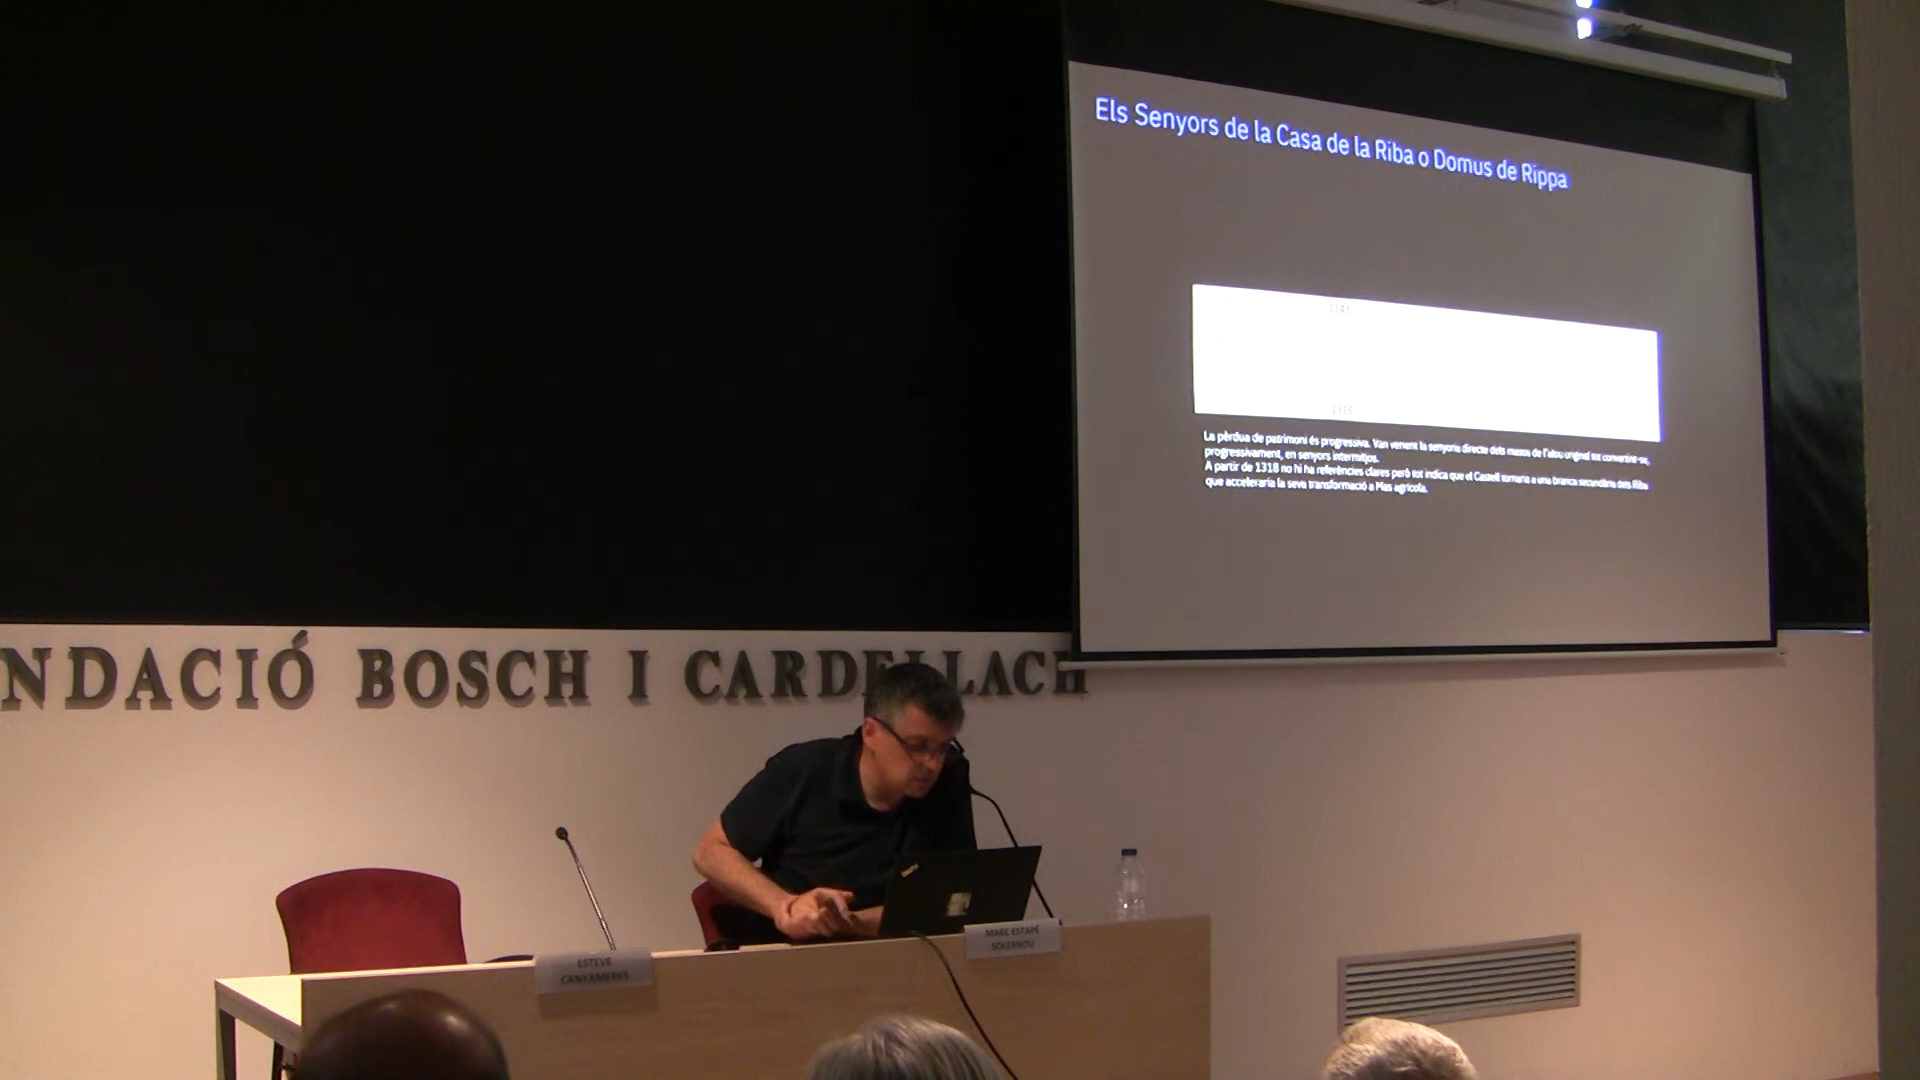 Els Senyors de la Casa de la Riba o Domus de Rippa
1142
1318
La pèrdua de patrimoni és progressiva. Van venent la senyoria directe dels masos de l'alou original tot convertint-se,
progressivament, en senyors intermitjos.
A partir de 1318 no hi ha referències clares però tot indica que el Castell tornaria a una branca secundària dels Riba
que acceleraria la seva transformació a Mas agrícola.
NDACIÓ BOSCH I CARDELLACH
MARC ESTAPÉ
SOLERNOU
ESTEVE
CANYAMERES